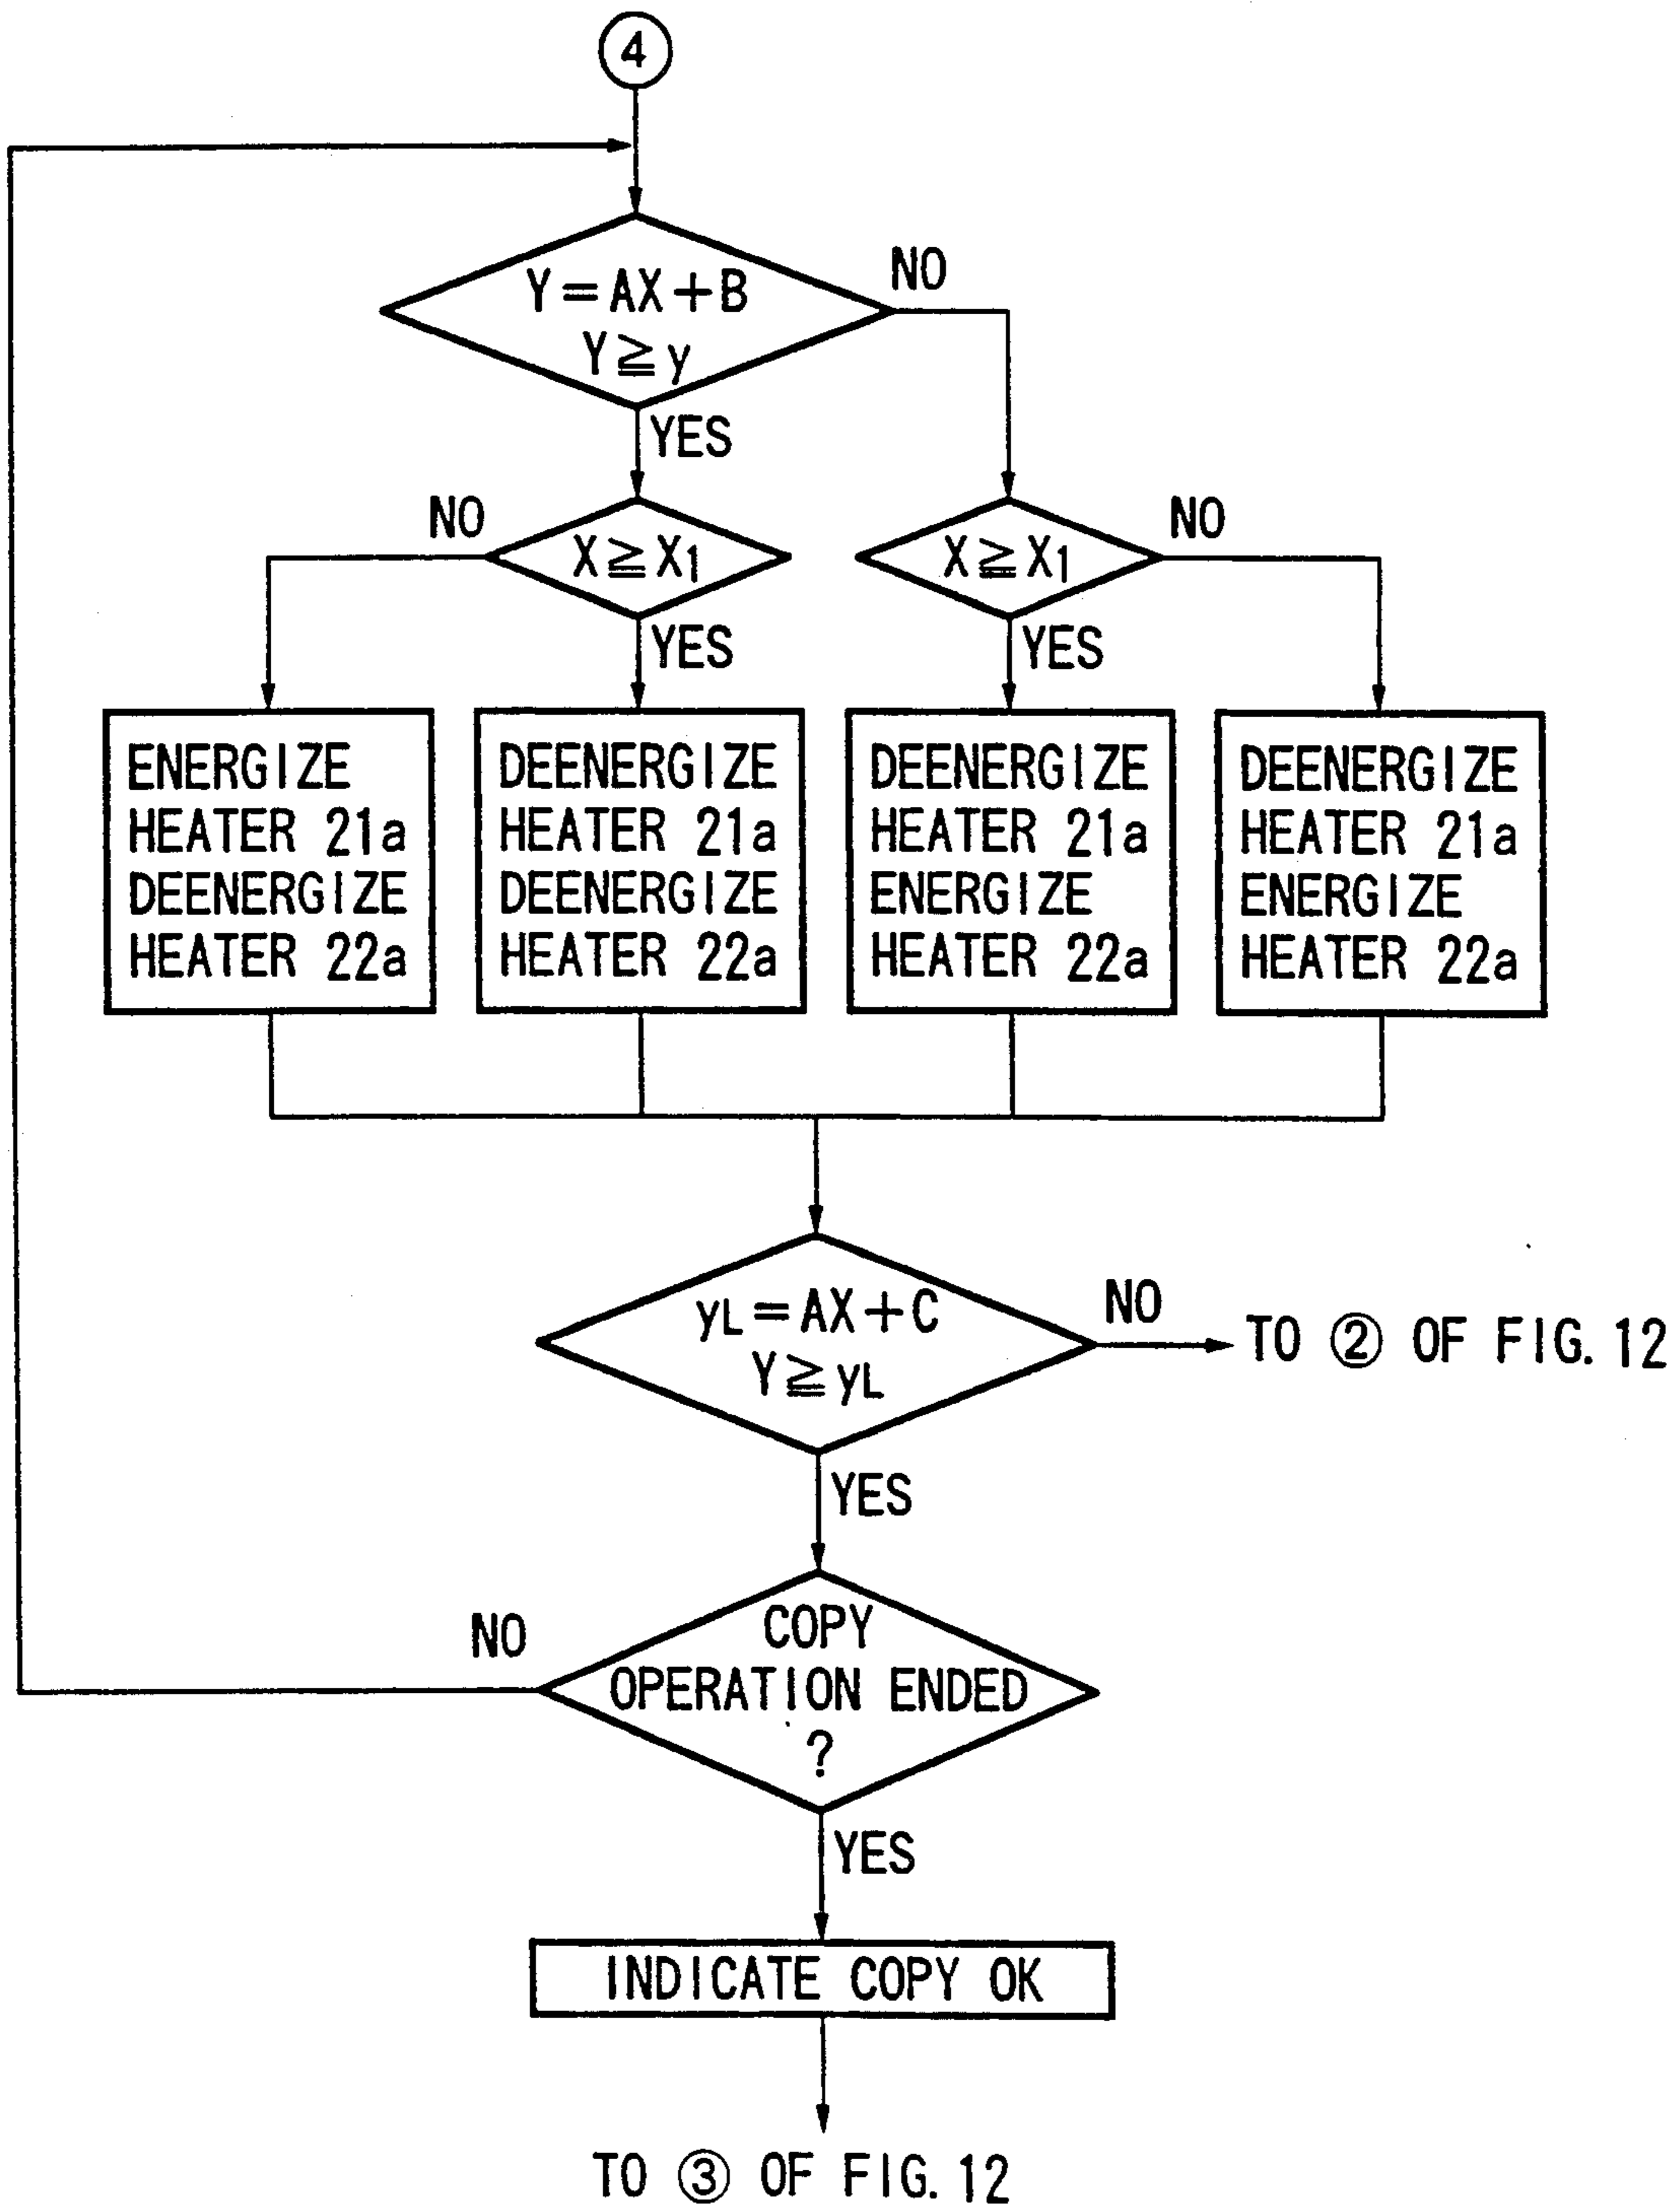 ④
Y=AX+B
Y≧y
NO
YES
NO
X≧X1
YES
X≧X1
NO
YES
ENERGIZE
HEATER 21a
DEENERGIZE
HEATER 22a
DEENERGIZE
HEATER 21a
DEENERGIZE
HEATER 22a
DEENERGIZE
HEATER 21a
ENERGIZE
HEATER 22a
DEENERGIZE
HEATER 21a
ENERGIZE
HEATER 22a
yL=AX+C
Y≧yL
NO
TO ② OF FIG. 12
YES
NO
COPY
OPERATION ENDED
?
YES
INDICATE COPY OK
TO ③ OF FIG. 12